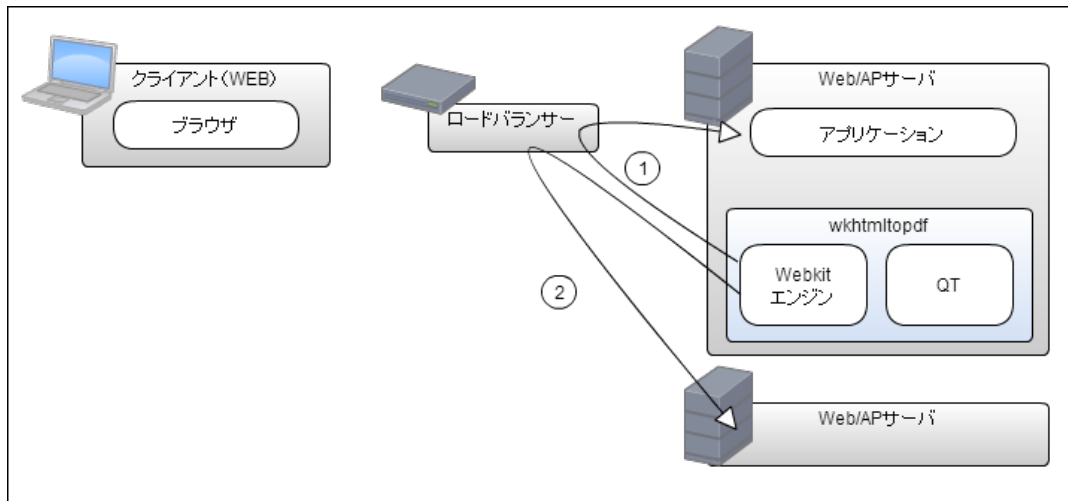 クライアント（WEB）
ブラウザ
ロードバランサー
Web/APサーバ
アプリケーション
1
wkhtmltopdf
Webkit
エンジン
QT
2
Web/APサーバ